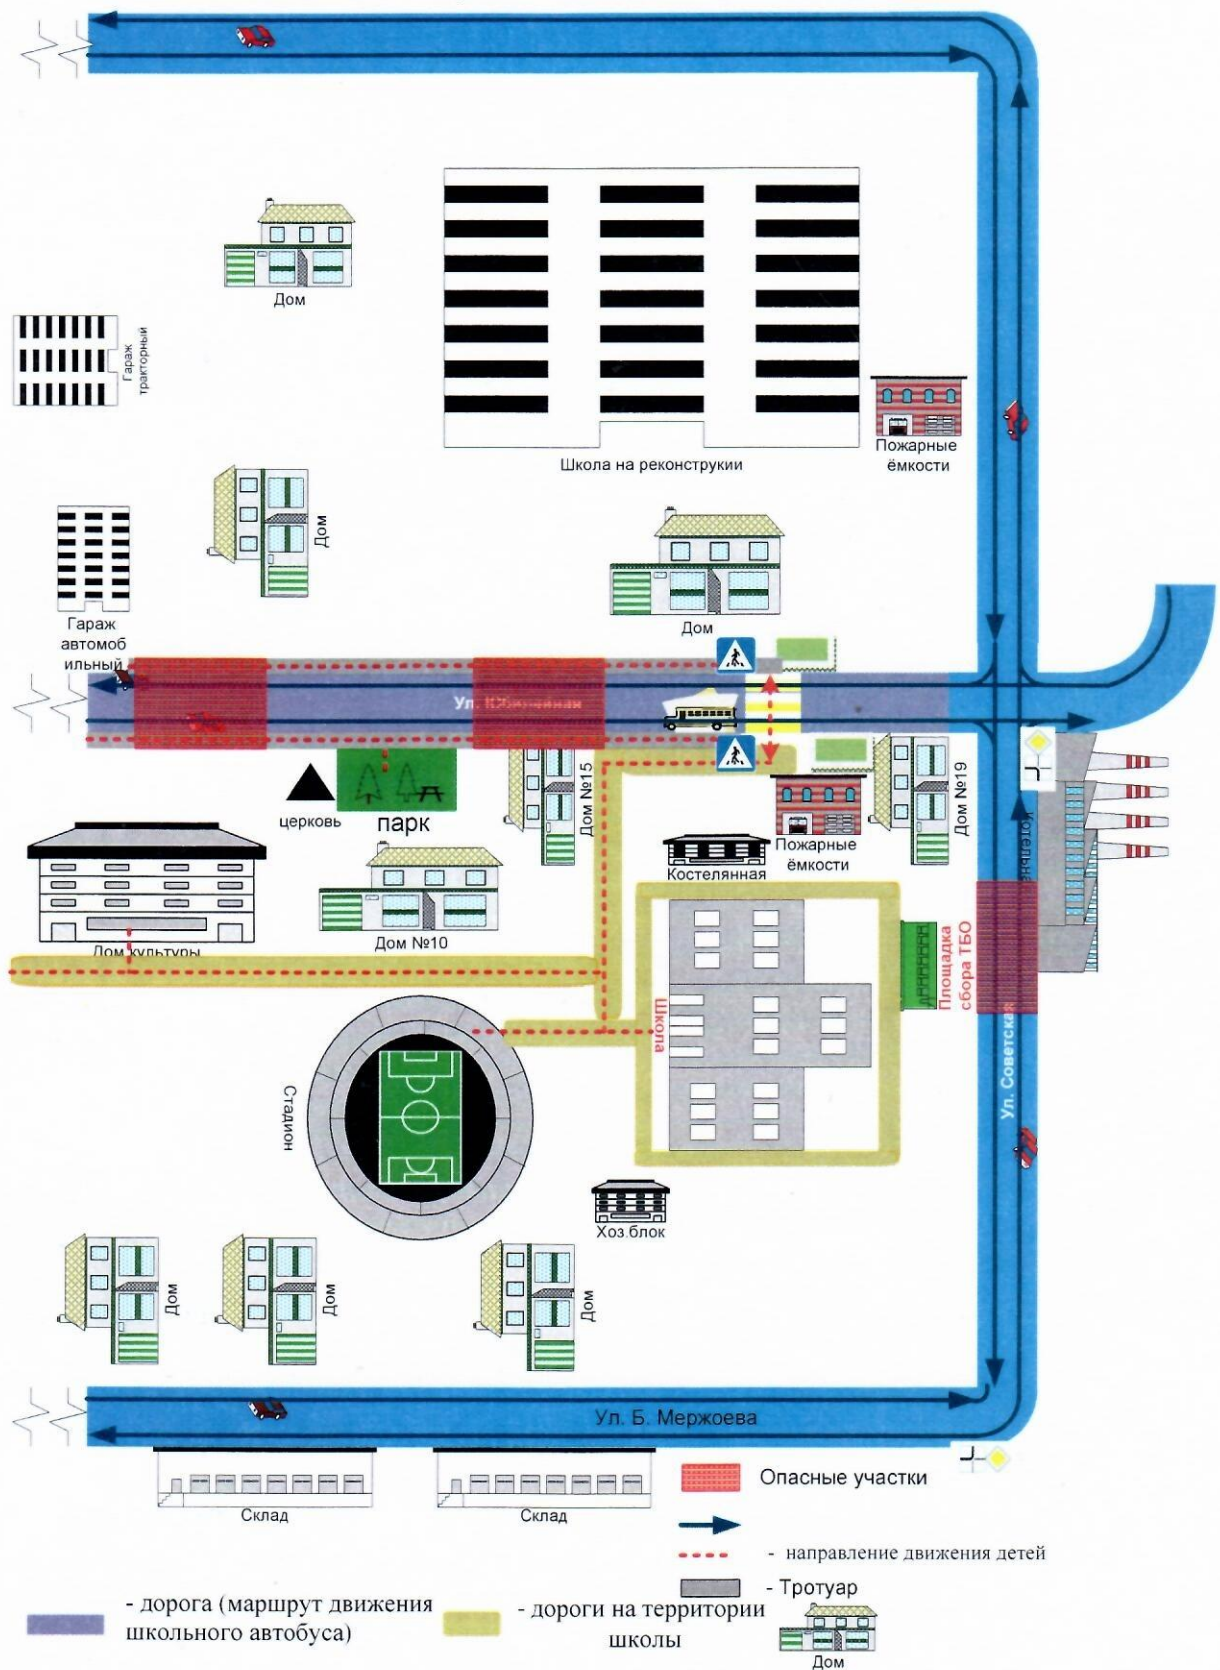 Дом
Гараж
тракторный
Школа на реконструкии
Пожарные
ёмкости
Дом
Гараж
автомоб
ильный
Дом
Ул. Юбилейная
церковь
парк
Дом №15
Дом №19
Пожарные
ёмкости
Костелянная
Дом культуры
Дом №10
Школа
Площадка
сбора ТБО
Ул. Советская
Стадион
Хоз.блок
Дом
Дом
Дом
Ул. Б. Мержоева
Склад
Склад
Опасные участки
- направление движения детей
- Тротуар
- дорога (маршрут движения
школьного автобуса)
- дороги на территории
школы
Дом